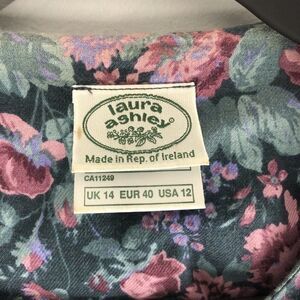 laura
ashley®
Made in Rep. of Ireland
CA11249
UK 14 EUR 40 USA 12